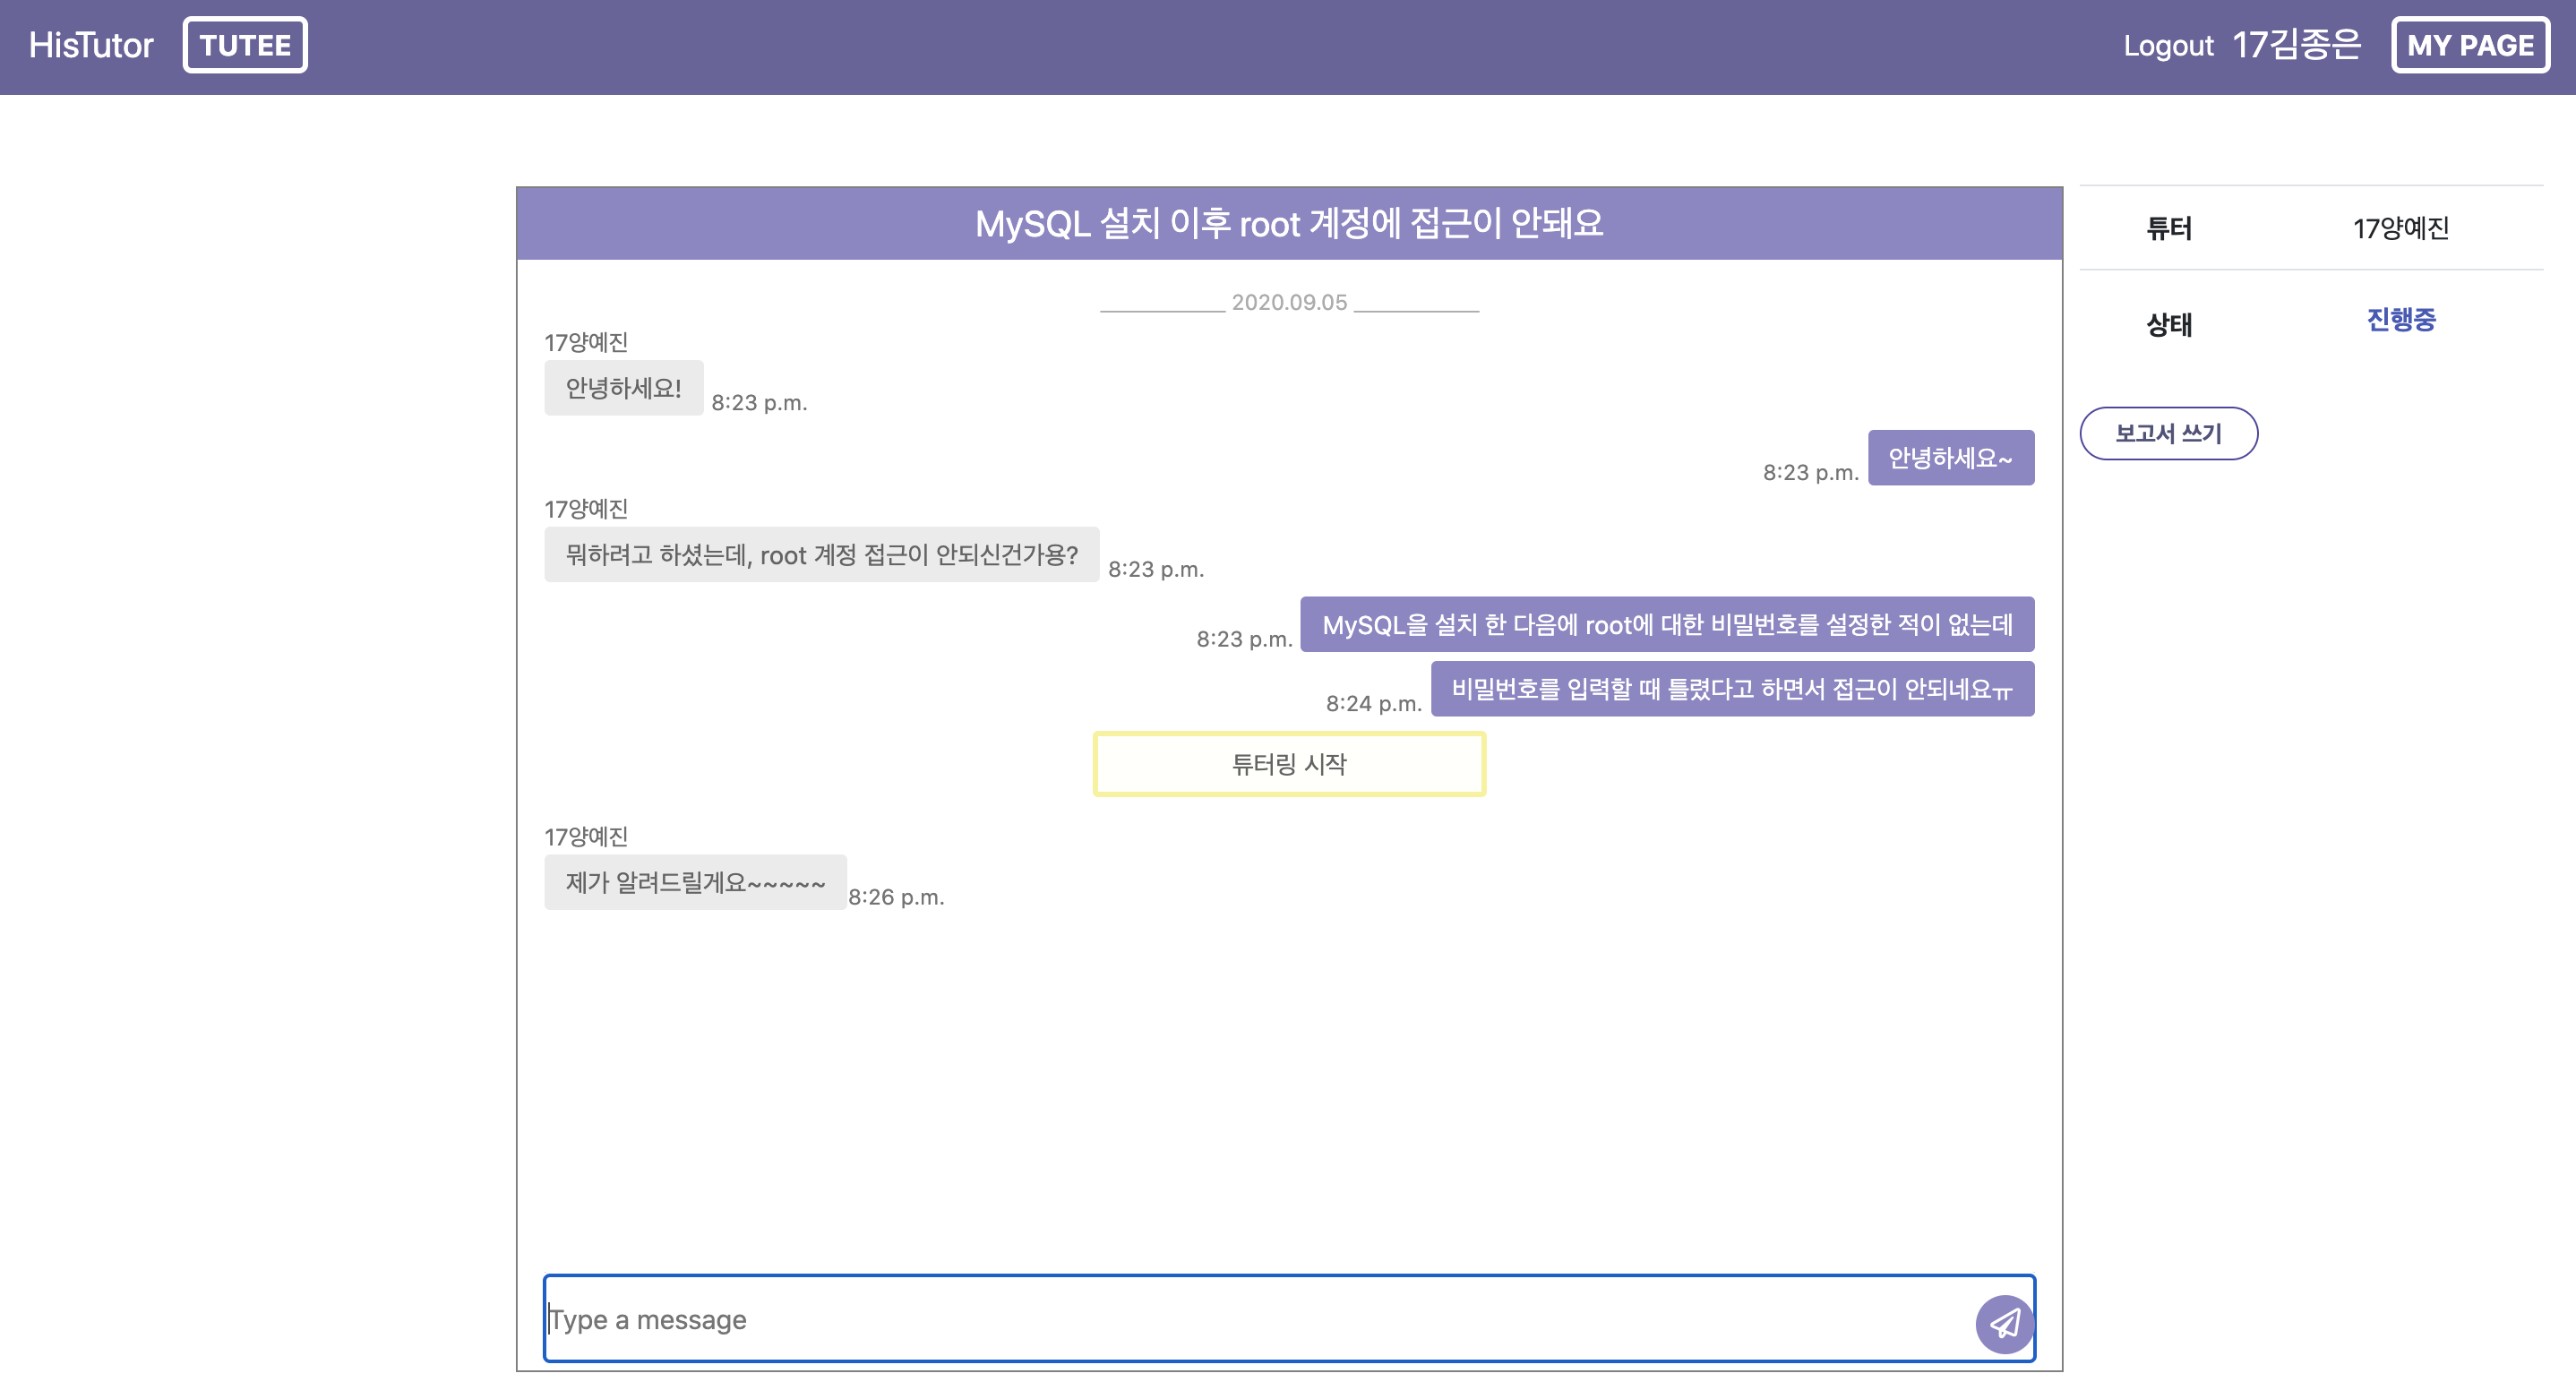 HisTutor TUTEE Logout 17김종은 MY PAGE
MySQL 설치 이후 root 계정에 접근이 안돼요
튜터 17양예진
2020.09.05
상태 진행중
17양예진
안녕하세요! 8:23 p.m.
보고서 쓰기
8:23 p.m. 안녕하세요~
17양예진
뭐하려고 하셨는데, root 계정 접근이 안되신건가용? 8:23 p.m.
8:23 p.m. MySQL을 설치 한 다음에 root에 대한 비밀번호를 설정한 적이 없는데
8:24 p.m. 비밀번호를 입력할 때 틀렸다고 하면서 접근이 안되네요ㅠ
튜터링 시작
17양예진
제가 알려드릴게요~~~~~ 8:26 p.m.
Type a message